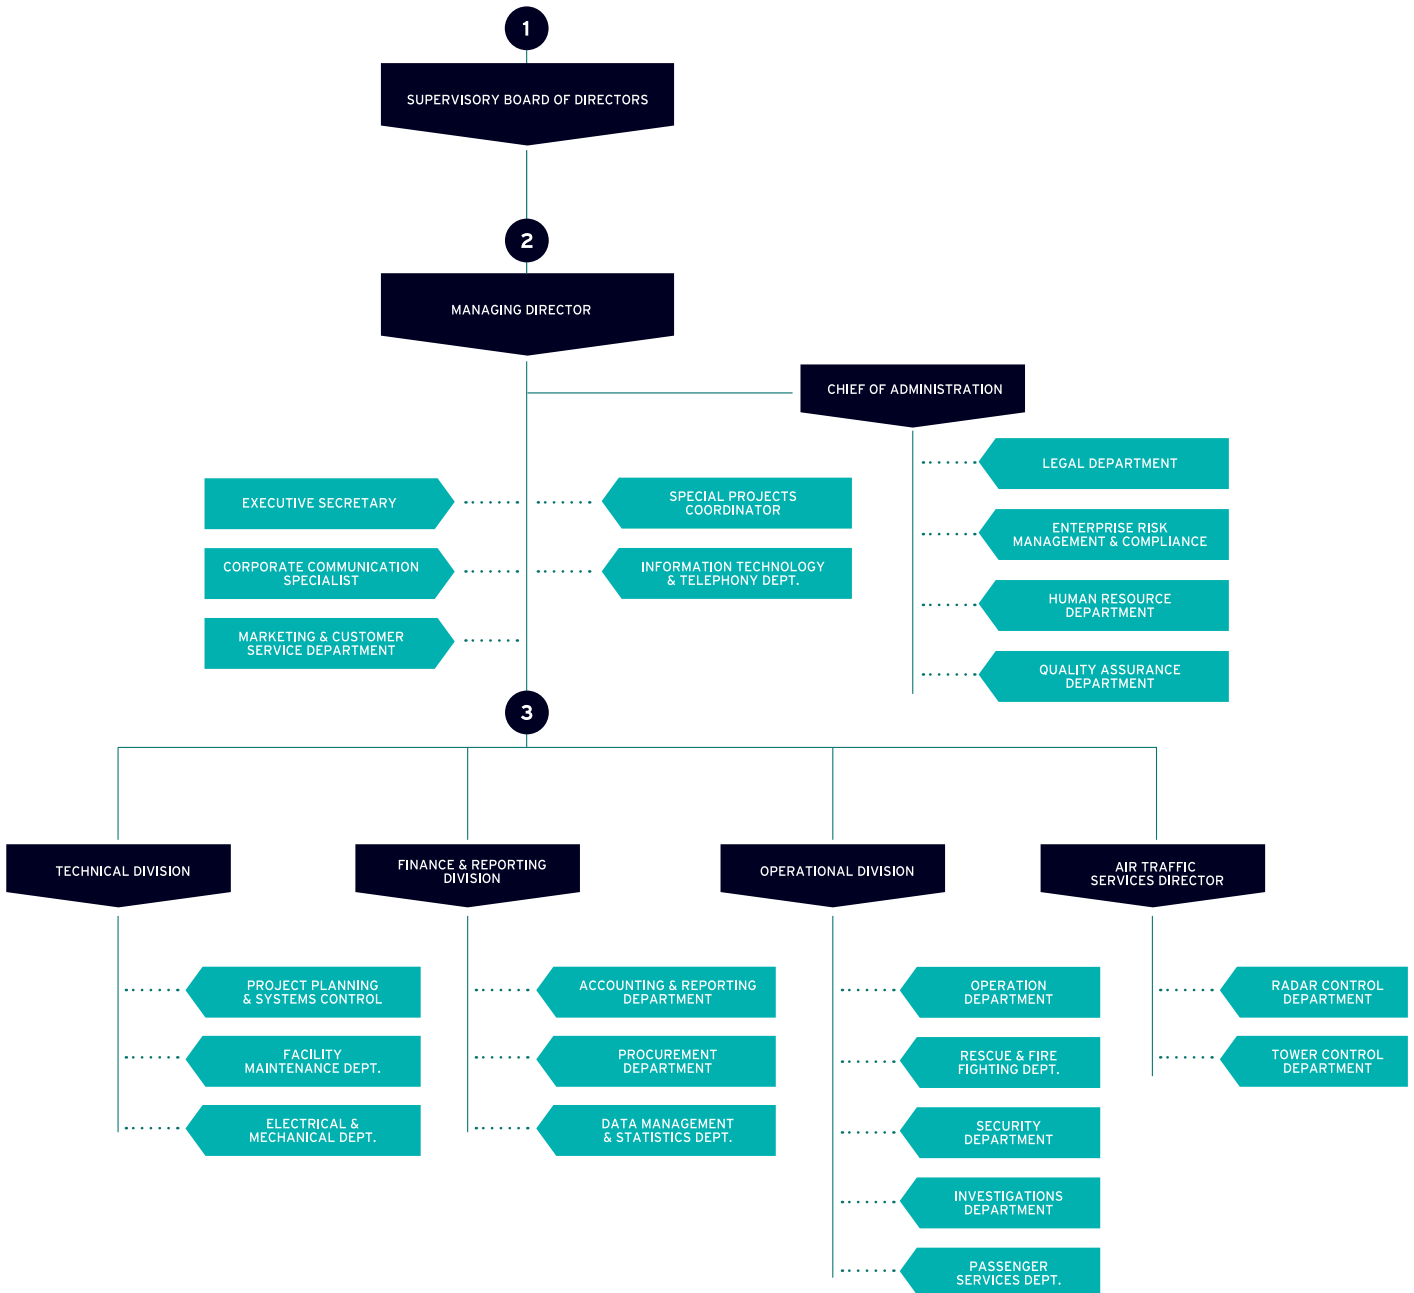 1
SUPERVISORY BOARD OF DIRECTORS
2
MANAGING DIRECTOR
CHIEF OF ADMINISTRATION
LEGAL DEPARTMENT
ENTERPRISE RISK
MANAGEMENT & COMPLIANCE
HUMAN RESOURCE
DEPARTMENT
QUALITY ASSURANCE
DEPARTMENT
EXECUTIVE SECRETARY
CORPORATE COMMUNICATION
SPECIALIST
MARKETING & CUSTOMER
SERVICE DEPARTMENT
SPECIAL PROJECTS
COORDINATOR
INFORMATION TECHNOLOGY
& TELEPHONY DEPT.
3
TECHNICAL DIVISION
PROJECT PLANNING
& SYSTEMS CONTROL
FACILITY
MAINTENANCE DEPT.
ELECTRICAL &
MECHANICAL DEPT.
FINANCE & REPORTING
DIVISION
ACCOUNTING & REPORTING
DEPARTMENT
PROCUREMENT
DEPARTMENT
DATA MANAGEMENT
& STATISTICS DEPT.
OPERATIONAL DIVISION
OPERATION
DEPARTMENT
RESCUE & FIRE
FIGHTING DEPT.
SECURITY
DEPARTMENT
INVESTIGATIONS
DEPARTMENT
PASSENGER
SERVICES DEPT.
AIR TRAFFIC
SERVICES DIRECTOR
RADAR CONTROL
DEPARTMENT
TOWER CONTROL
DEPARTMENT